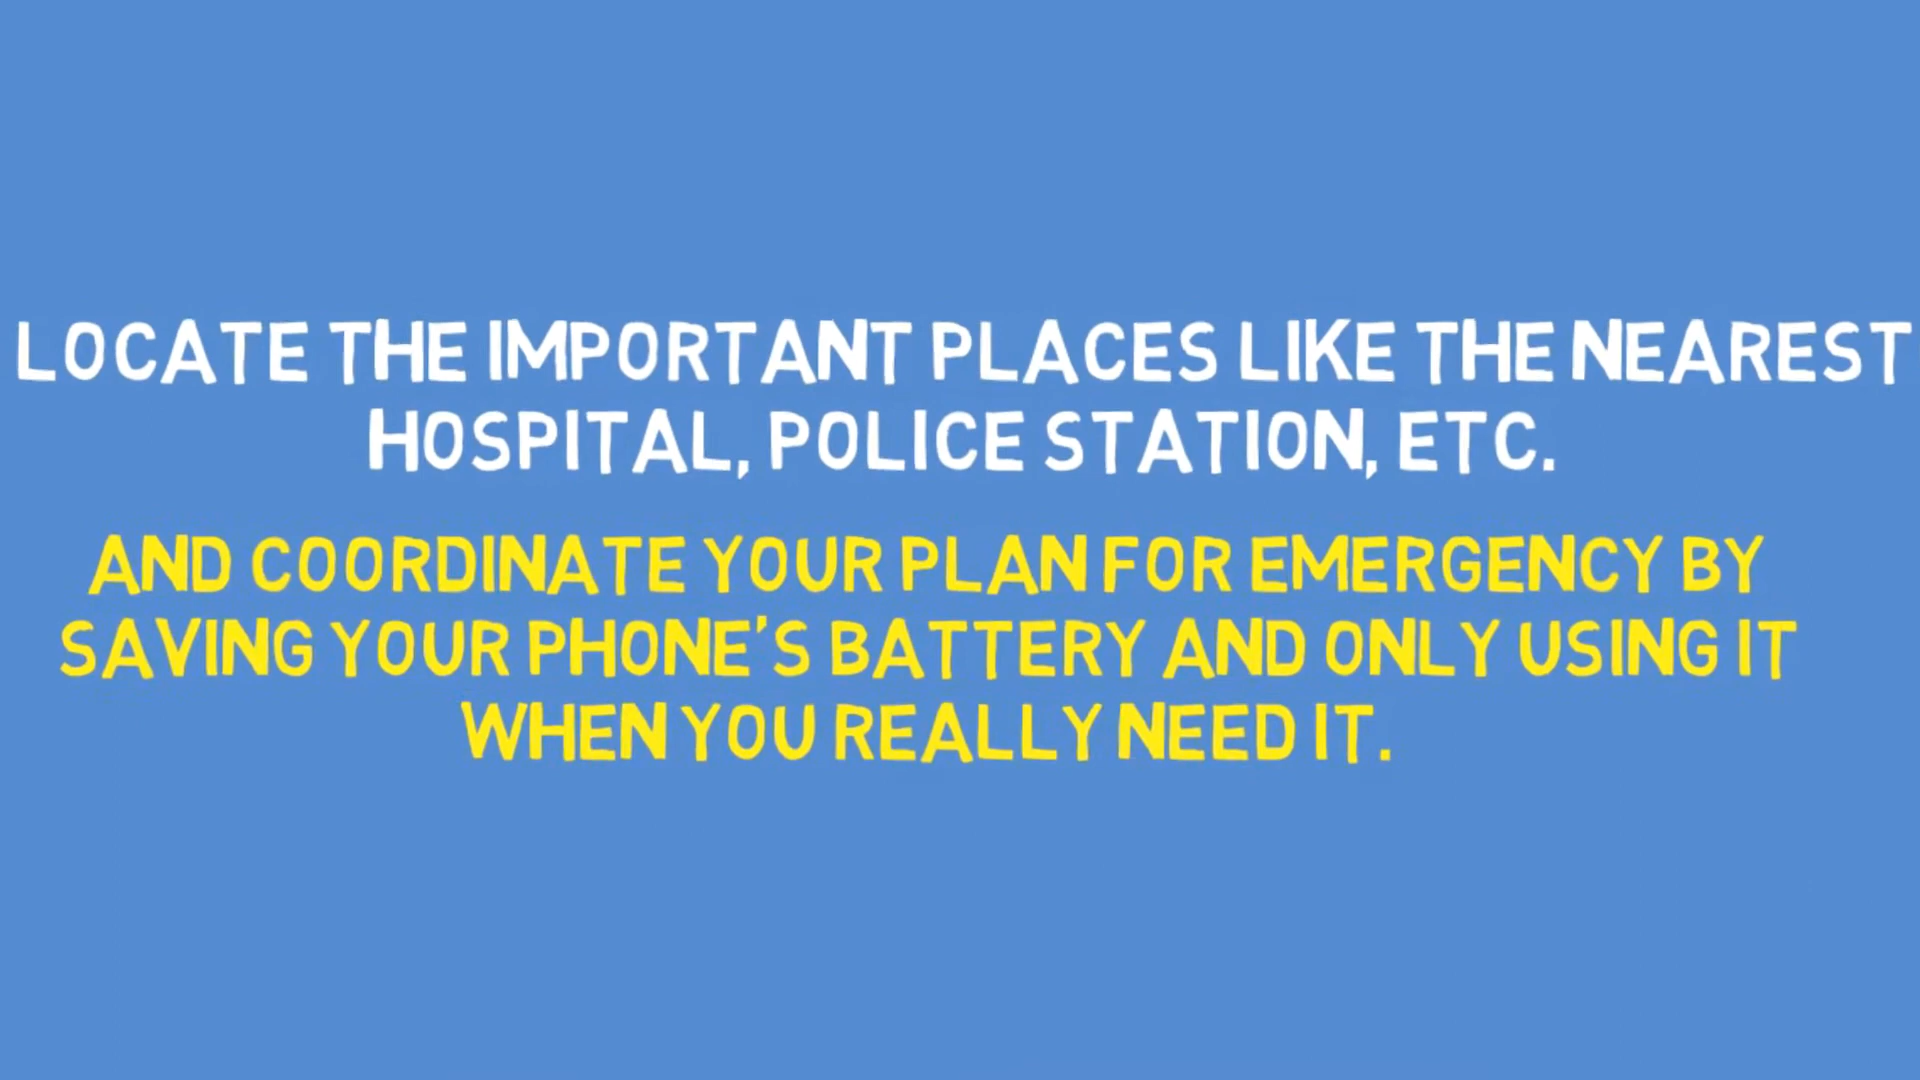 LOCATE THE IMPORTANT PLACES LIKE THE NEAREST
HOSPITAL, POLICE STATION, ETC.
AND COORDINATE YOUR PLAN FOR EMERGENCY BY
SAVING YOUR PHONE'S BATTERY AND ONLY USING IT
WHEN YOU REALLY NEED IT.